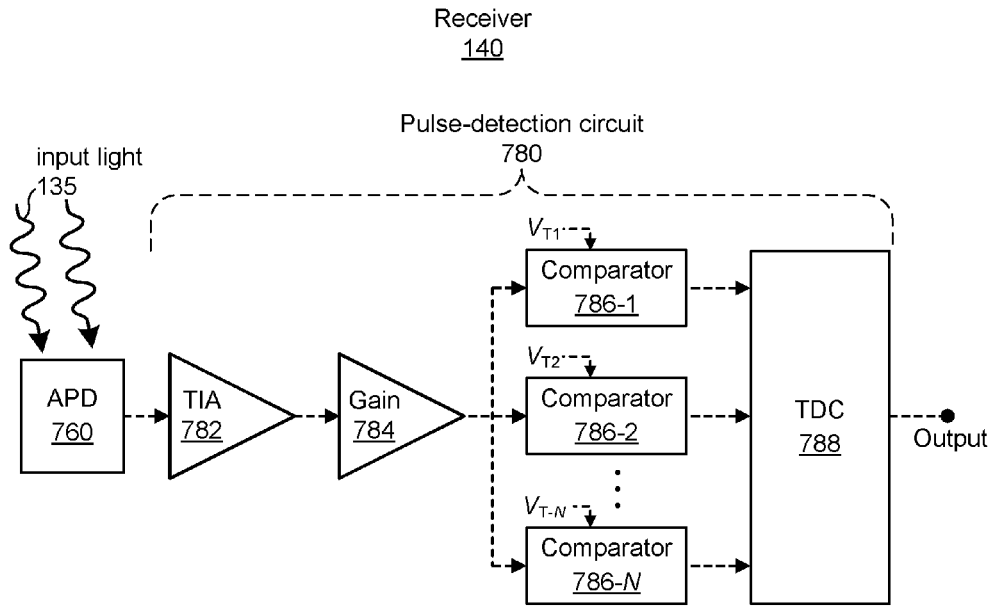 Receiver
140
Pulse-detection circuit
780
input light
135
APD
760
TIA
782
Gain
784
VT1
Comparator
786-1
VT2
Comparator
786-2
VT-N
Comparator
786-N
TDC
788
Output